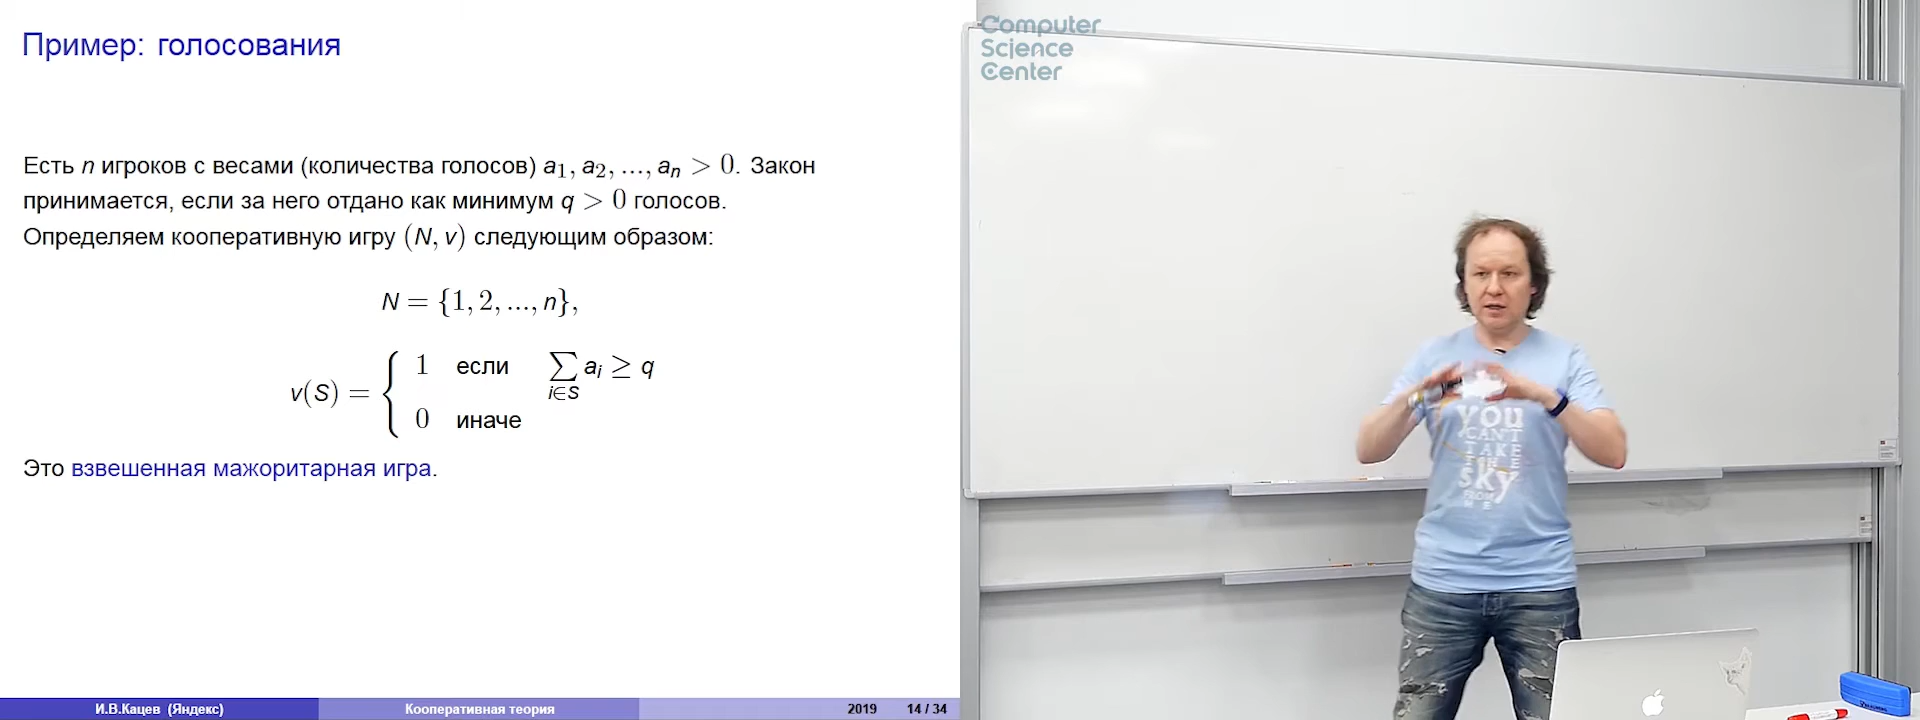 Пример: голосования
Есть n игроков с весами (количества голосов) a₁, a₂, ..., aₙ > 0. Закон
принимается, если за него отдано как минимум q > 0 голосов.
Определяем кооперативную игру (N, v) следующим образом:
N = {1, 2, ..., n},
v(S) = { 1 если ∑_{i∈S} aᵢ ≥ q
0 иначе
Это взвешенная мажоритарная игра.
И.В.Кацев (Яндекс) Кооперативная теория 2019 14 / 34
Computer
Science
Center
you
CAN'T
TAKE
THE
sky
FROM
ME